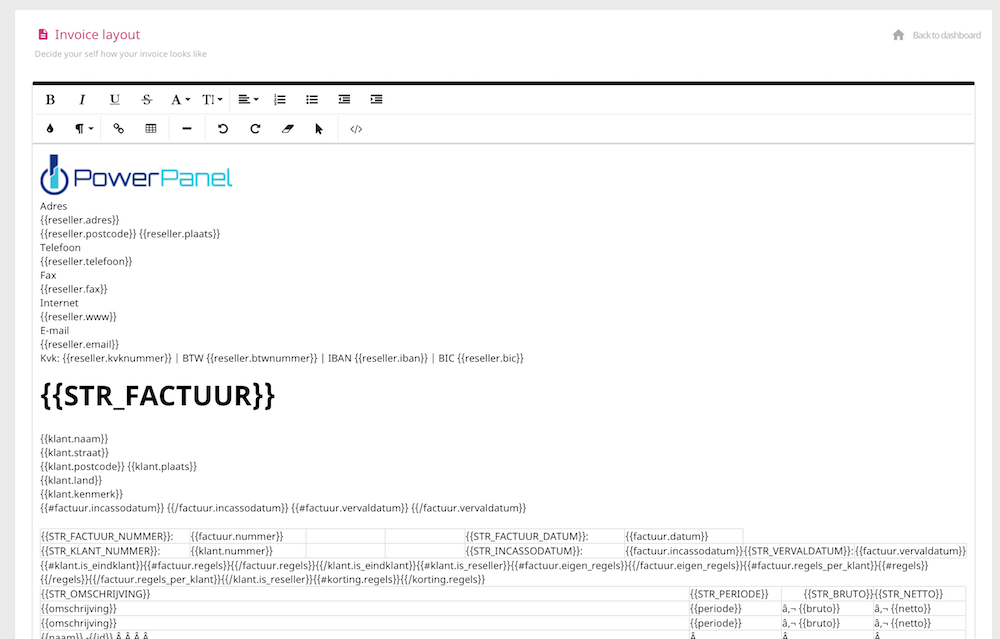 Invoice layout
Back to dashboard
Decide your self how your invoice looks like
B I U S A TI
PowerPanel
Adres
{{reseller.adres}}
{{reseller.postcode}} {{reseller.plaats}}
Telefoon
{{reseller.telefoon}}
Fax
{{reseller.fax}}
Internet
{{reseller.www}}
E-mail
{{reseller.email}}
Kvk: {{reseller.kvknummer}} | BTW {{reseller.btwnummer}} | IBAN {{reseller.iban}} | BIC {{reseller.bic}}
{{STR_FACTUUR}}
{{klant.naam}}
{{klant.straat}}
{{klant.postcode}} {{klant.plaats}}
{{klant.land}}
{{klant.kenmerk}}
{{#factuur.incassodatum}} {{/factuur.incassodatum}} {{#factuur.vervaldatum}} {{/factuur.vervaldatum}}
{{STR_FACTUUR_NUMMER}}: {{factuur.nummer}} {{STR_FACTUUR_DATUM}}: {{factuur.datum}}
{{STR_KLANT_NUMMER}}: {{klant.nummer}} {{STR_INCASSODATUM}}: {{factuur.incassodatum}}{{STR_VERVALDATUM}}: {{factuur.vervaldatum}}
{{#klant.is_eindklant}}{{#factuur.regels}}{{/factuur.regels}}{{/klant.is_eindklant}}{{#klant.is_reseller}}{{#factuur.eigen_regels}}{{/factuur.eigen_regels}}{{#factuur.regels_per_klant}}{{#regels}}
{{/regels}}{{/factuur.regels_per_klant}}{{/klant.is_reseller}}{{#korting.regels}}{{/korting.regels}}
{{STR_OMSCHRIJVING}} {{STR_PERIODE}} {{STR_BRUTO}}{{STR_NETTO}}
{{omschrijving}} {{periode}} â‚¬ {{bruto}} â‚¬ {{netto}}
{{omschrijving}} {{periode}} â‚¬ {{bruto}} â‚¬ {{netto}}
{{naam}} -{{id}} Â Â Â Â Â Â Â